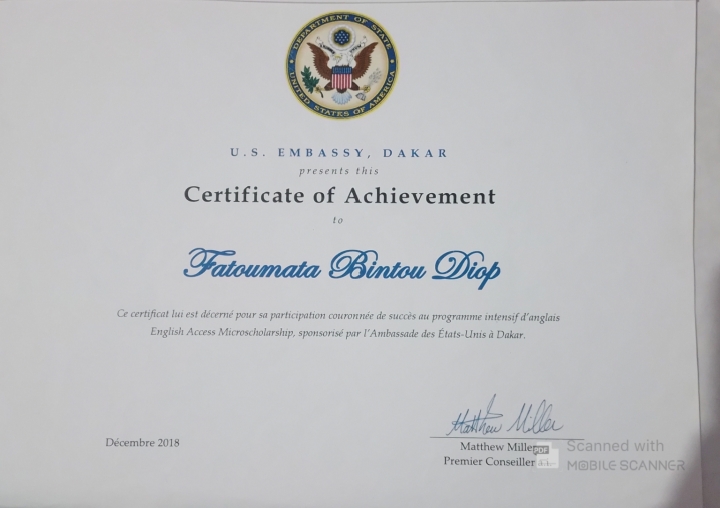 DEPARTMENT OF STATE
UNITED STATES OF AMERICA
U.S. EMBASSY, DAKAR
presents this
Certificate of Achievement
to
Fatoumata Bintou Diop
Ce certificat lui est décerné pour sa participation couronnée de succès au programme intensif d'anglais
English Access Microscholarship, sponsorisé par l'Ambassade des États-Unis à Dakar.
Matthew Miller
Décembre 2018
Matthew Mille
Premier Conseiller
PDF
Scanned with
MOBILE SCANNER